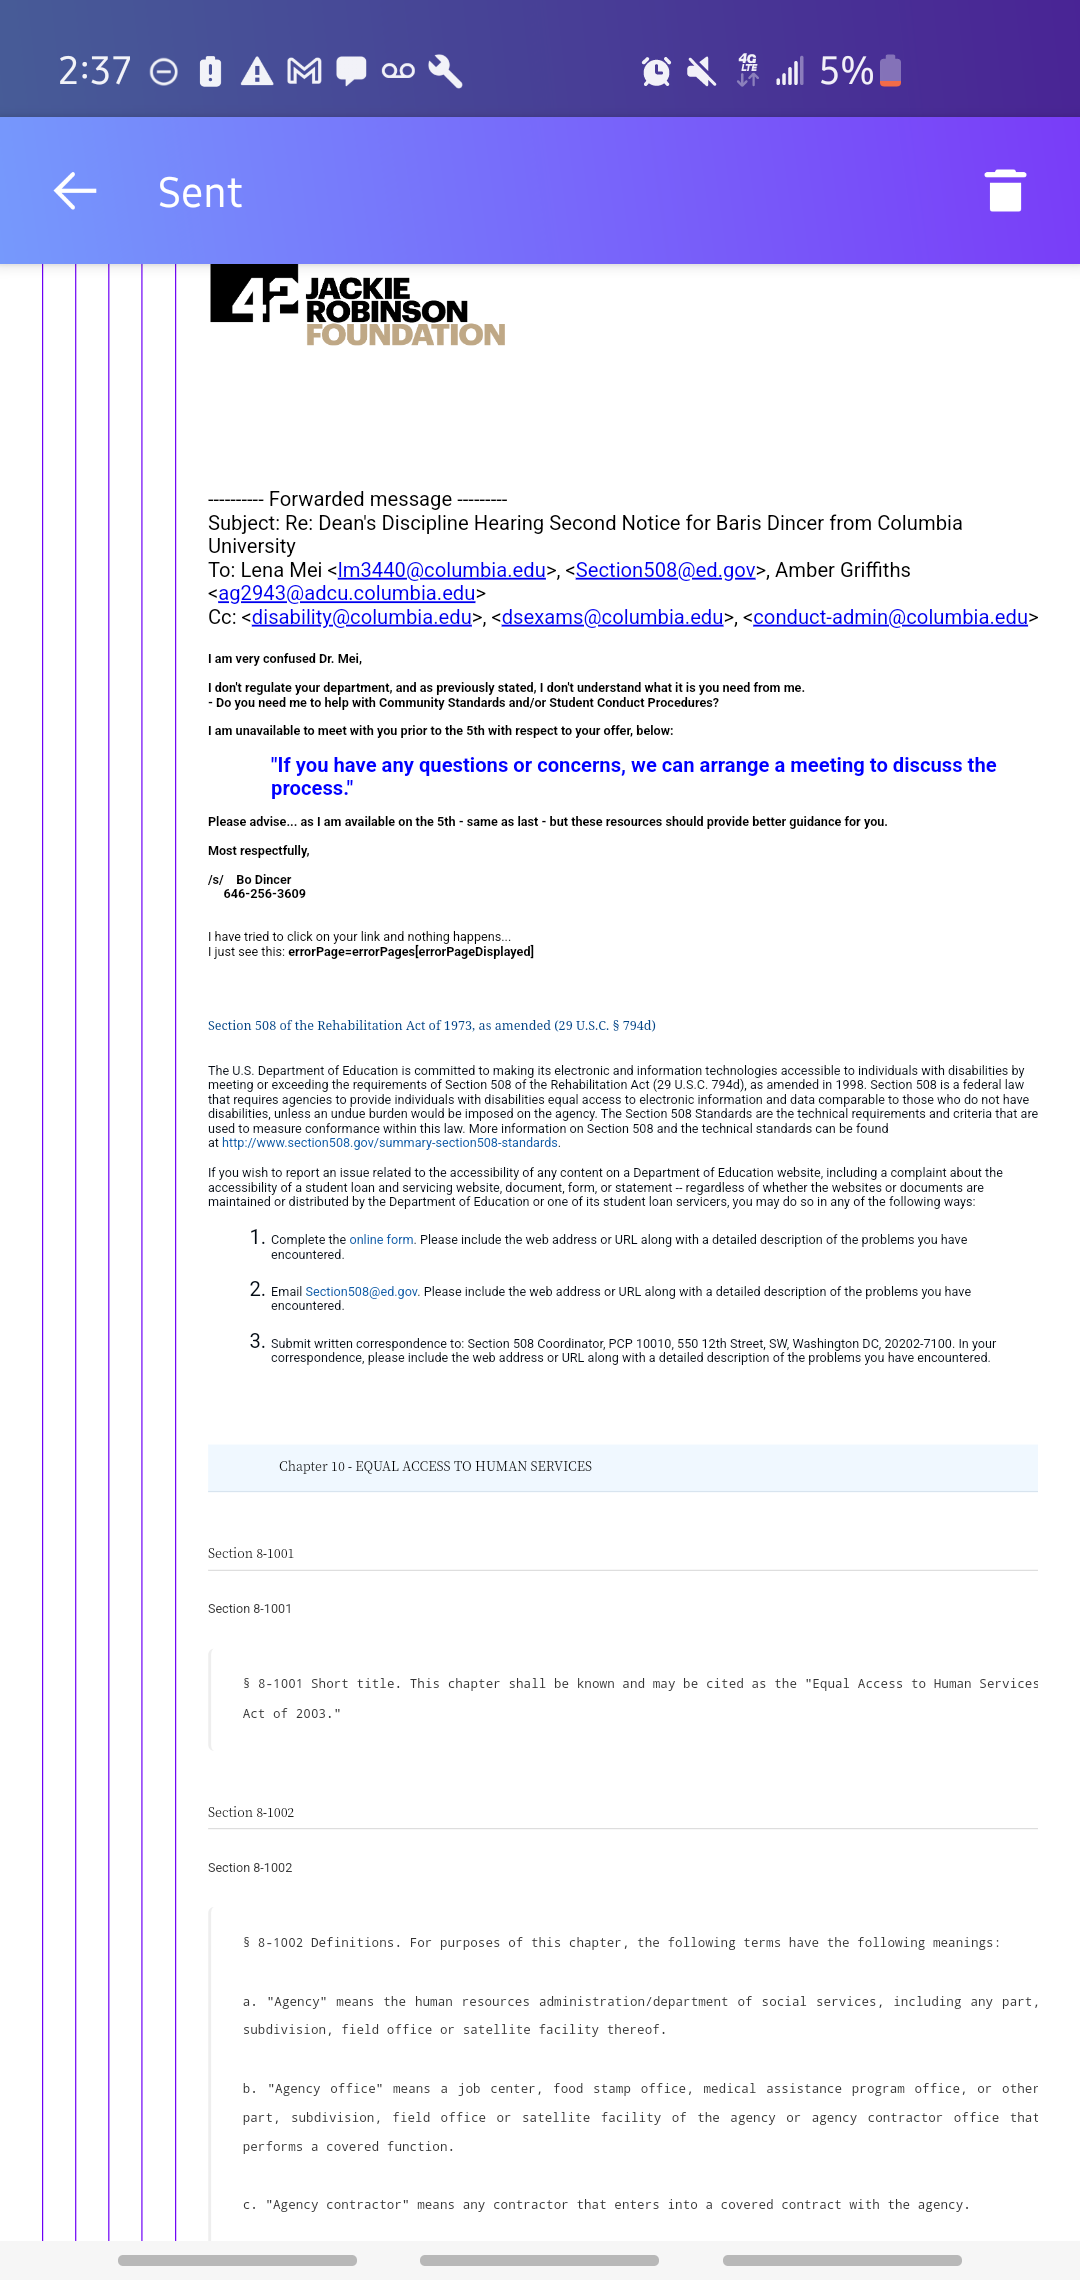 2:37
4G
LTE
5%
Sent
42 JACKIE
ROBINSON
FOUNDATION
---------- Forwarded message ---------
Subject: Re: Dean's Discipline Hearing Second Notice for Baris Dincer from Columbia
University
To: Lena Mei <lm3440@columbia.edu>, <Section508@ed.gov>, Amber Griffiths
<ag2943@adcu.columbia.edu>
Cc: <disability@columbia.edu>, <dsexams@columbia.edu>, <conduct-admin@columbia.edu>
I am very confused Dr. Mei,
I don't regulate your department, and as previously stated, I don't understand what it is you need from me.
- Do you need me to help with Community Standards and/or Student Conduct Procedures?
I am unavailable to meet with you prior to the 5th with respect to your offer, below:
"If you have any questions or concerns, we can arrange a meeting to discuss the
process."
Please advise... as I am available on the 5th - same as last - but these resources should provide better guidance for you.
Most respectfully,
/s/ Bo Dincer
646-256-3609
I have tried to click on your link and nothing happens...
I just see this: errorPage=errorPages[errorPageDisplayed]
Section 508 of the Rehabilitation Act of 1973, as amended (29 U.S.C. § 794d)
The U.S. Department of Education is committed to making its electronic and information technologies accessible to individuals with disabilities by
meeting or exceeding the requirements of Section 508 of the Rehabilitation Act (29 U.S.C. 794d), as amended in 1998. Section 508 is a federal law
that requires agencies to provide individuals with disabilities equal access to electronic information and data comparable to those who do not have
disabilities, unless an undue burden would be imposed on the agency. The Section 508 Standards are the technical requirements and criteria that are
used to measure conformance within this law. More information on Section 508 and the technical standards can be found
at http://www.section508.gov/summary-section508-standards.
If you wish to report an issue related to the accessibility of any content on a Department of Education website, including a complaint about the
accessibility of a student loan and servicing website, document, form, or statement -- regardless of whether the websites or documents are
maintained or distributed by the Department of Education or one of its student loan servicers, you may do so in any of the following ways:
1. Complete the online form. Please include the web address or URL along with a detailed description of the problems you have
encountered.
2. Email Section508@ed.gov. Please include the web address or URL along with a detailed description of the problems you have
encountered.
3. Submit written correspondence to: Section 508 Coordinator, PCP 10010, 550 12th Street, SW, Washington DC, 20202-7100. In your
correspondence, please include the web address or URL along with a detailed description of the problems you have encountered.
Chapter 10 - EQUAL ACCESS TO HUMAN SERVICES
Section 8-1001
Section 8-1001
§ 8-1001 Short title. This chapter shall be known and may be cited as the "Equal Access to Human Services
Act of 2003."
Section 8-1002
Section 8-1002
§ 8-1002 Definitions. For purposes of this chapter, the following terms have the following meanings:
a. "Agency" means the human resources administration/department of social services, including any part,
subdivision, field office or satellite facility thereof.
b. "Agency office" means a job center, food stamp office, medical assistance program office, or other
part, subdivision, field office or satellite facility of the agency or agency contractor office that
performs a covered function.
c. "Agency contractor" means any contractor that enters into a covered contract with the agency.